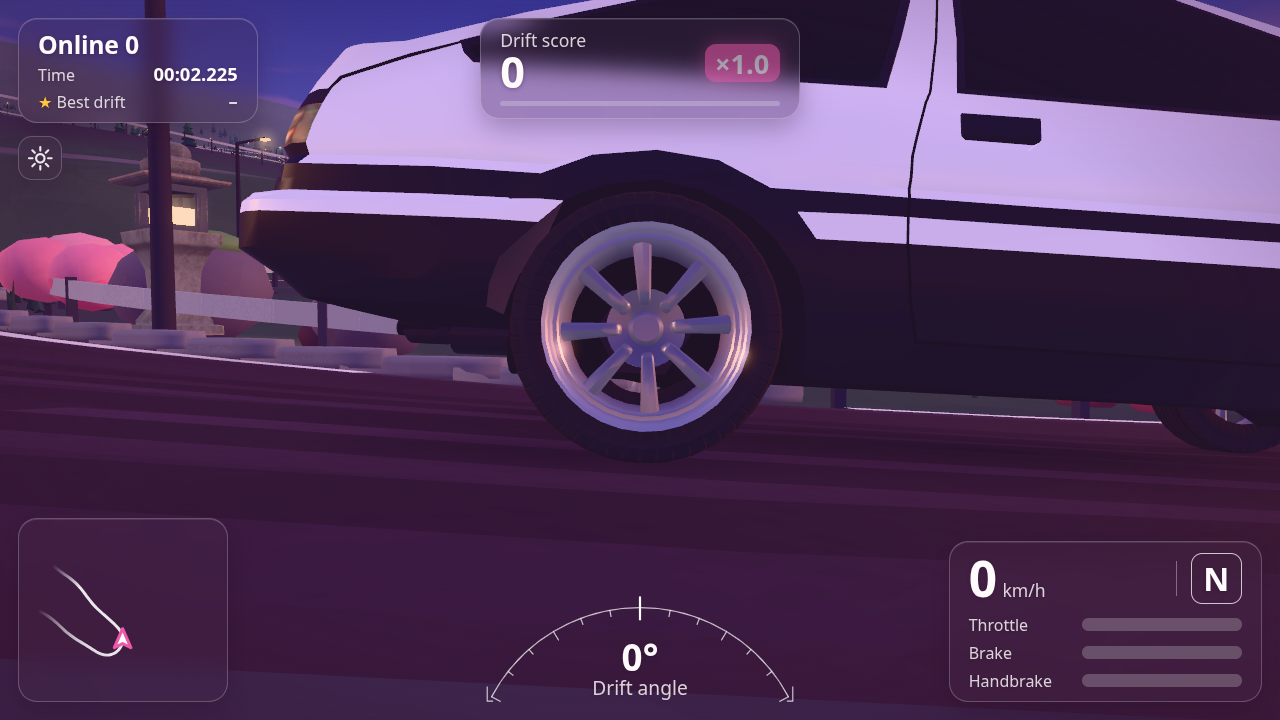 Online 0
Time 00:02.225
★ Best drift –
Drift score
0
×1.0
0°
Drift angle
0 km/h
N
Throttle
Brake
Handbrake